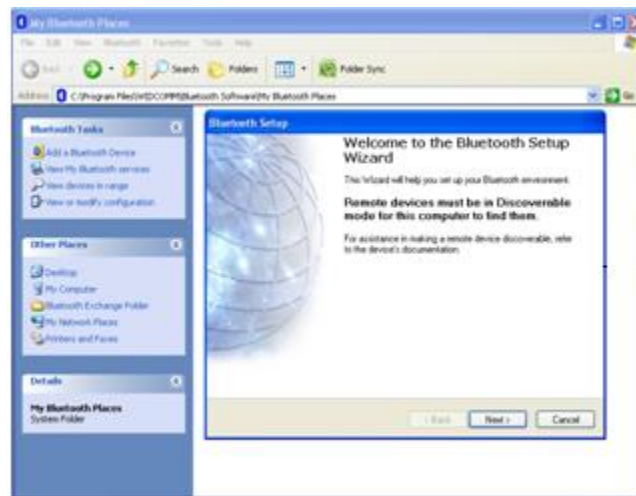 My Bluetooth Places
File Edit View Bluetooth Favorites Tools Help
Back Search Folders Folder Sync
Address C:\Program Files\WIDCOMM\Bluetooth Software\My Bluetooth Places Go
Bluetooth Tasks
Add a Bluetooth Device
View My Bluetooth services
View devices in range
View or modify configuration
Other Places
Desktop
My Computer
Bluetooth Exchange Folder
My Network Places
Printers and Faxes
Details
My Bluetooth Places
System Folder
Bluetooth Setup
Welcome to the Bluetooth Setup
Wizard
This Wizard will help you set up your Bluetooth environment.
Remote devices must be in Discoverable
mode for this computer to find them.
For assistance in making a remote device discoverable, refer
to the device's documentation.
< Back Next > Cancel